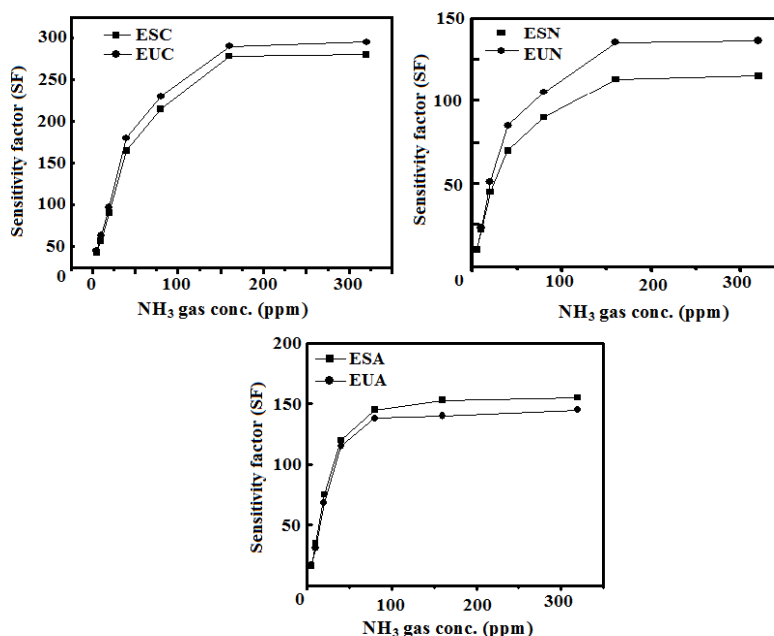 ESC
EUC
Sensitivity factor (SF)
300
250
200
150
100
50
0
0 100 200 300
NH₃ gas conc. (ppm)
ESN
EUN
Sensitivity factor (SF)
150
100
50
0
0 100 200 300
NH₃ gas conc. (ppm)
ESA
EUA
Sensitivity factor (SF)
200
150
100
50
0
100 200 300
NH₃ gas conc. (ppm)